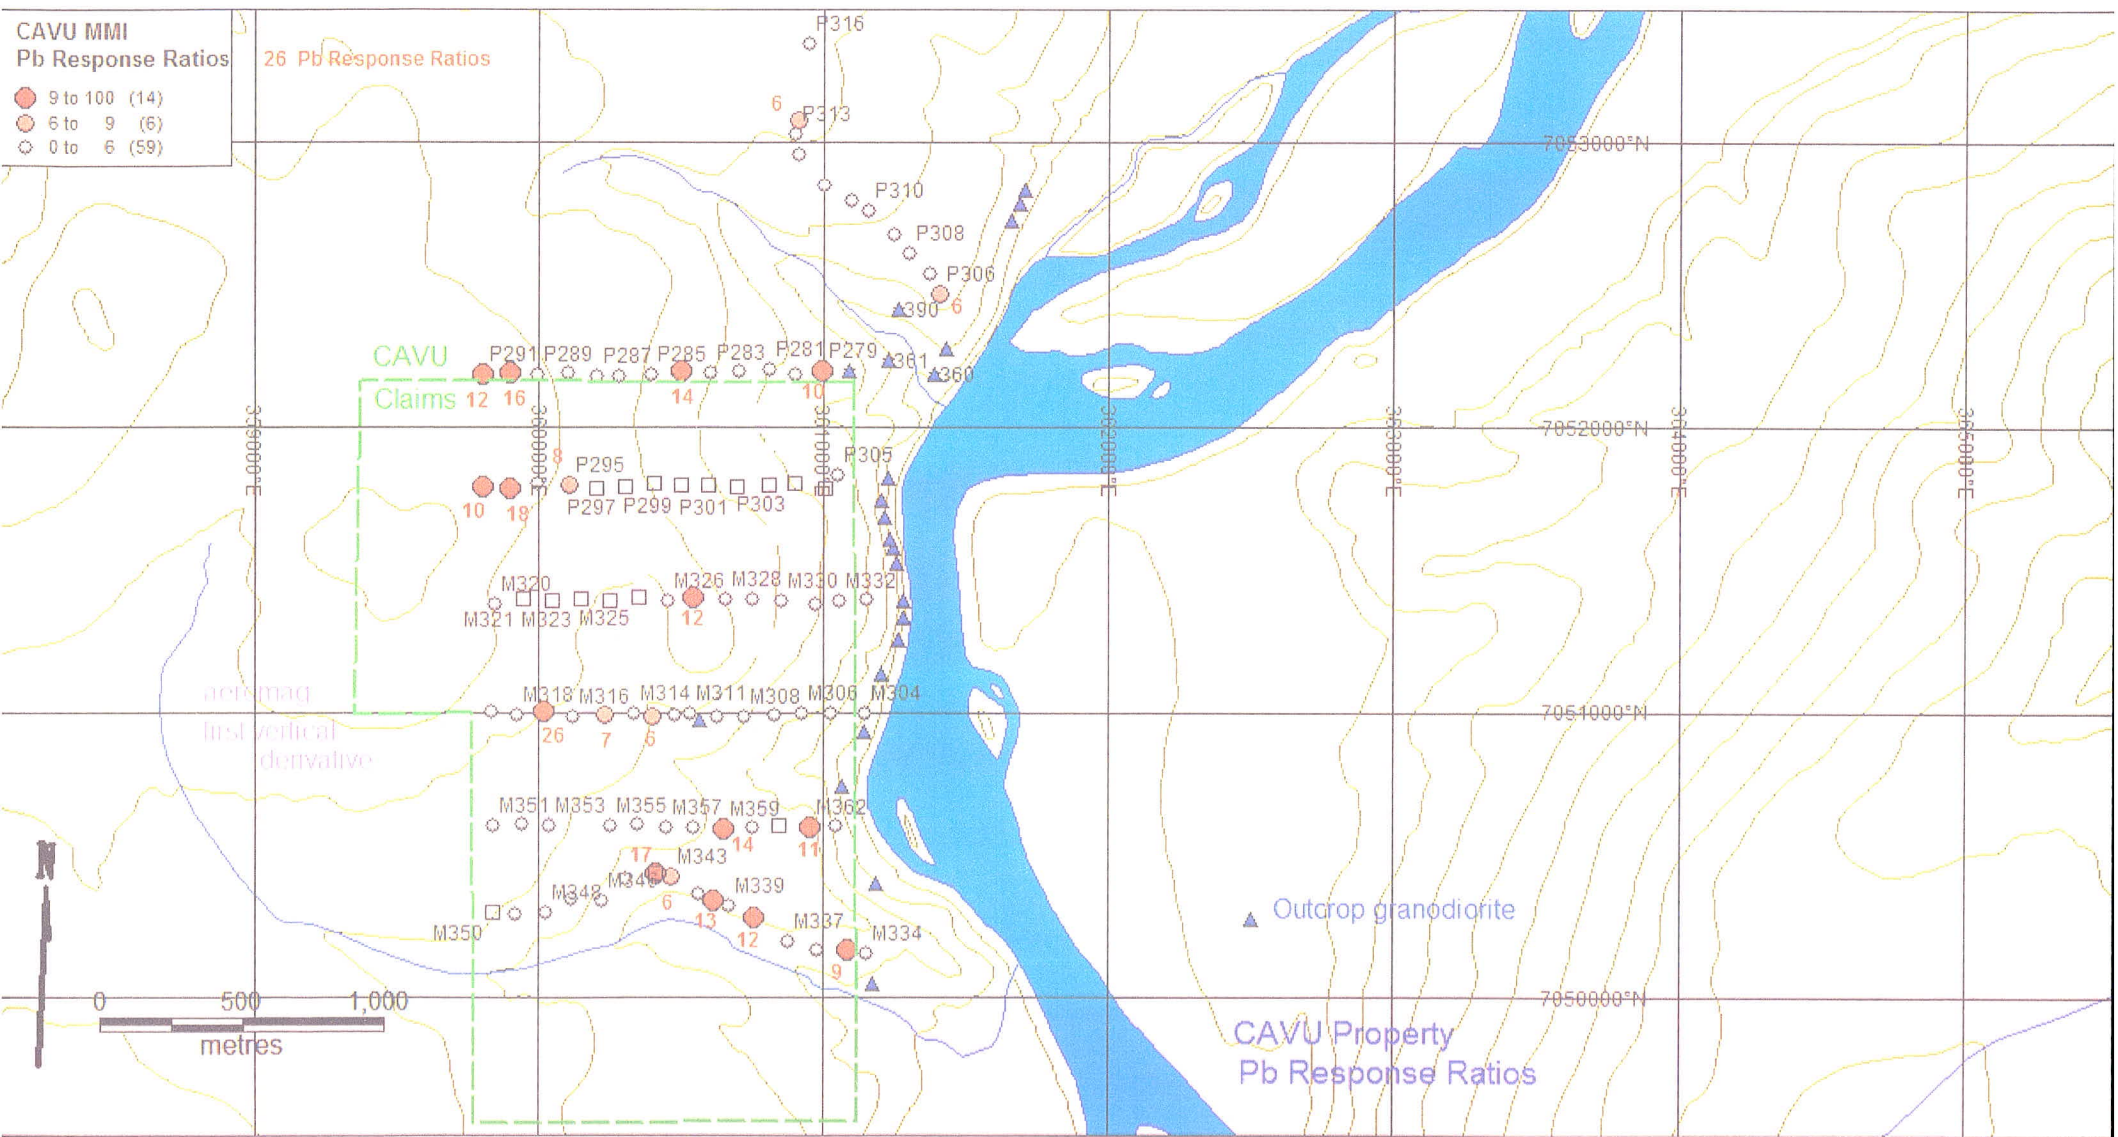 CAVU MMI
Pb Response Ratios
9 to 100 (14)
6 to 9 (6)
0 to 6 (59)
26 Pb Response Ratios
P316
6
P313
7053000°N
P310
P308
P306
6
390
CAVU
P291 P289 P287 P285 P283 P281 P279
361
360
Claims
12 16 14 10
7052000°N
8
P295
P305
10 18
P297 P299 P301 P303
M320 M326 M328 M330 M332
M321 M323 M325
12
aeromag
first vertical
derivative
M318 M316 M314 M311 M308 M306 M304
26 7 6
7051000°N
M351 M353 M355 M357 M359 M362
14 11
17
M343
M348
M339
6
13
12
M350
M337
M334
9
Outcrop granodiorite
N
0 500 1,000
metres
7050000°N
CAVU Property
Pb Response Ratios